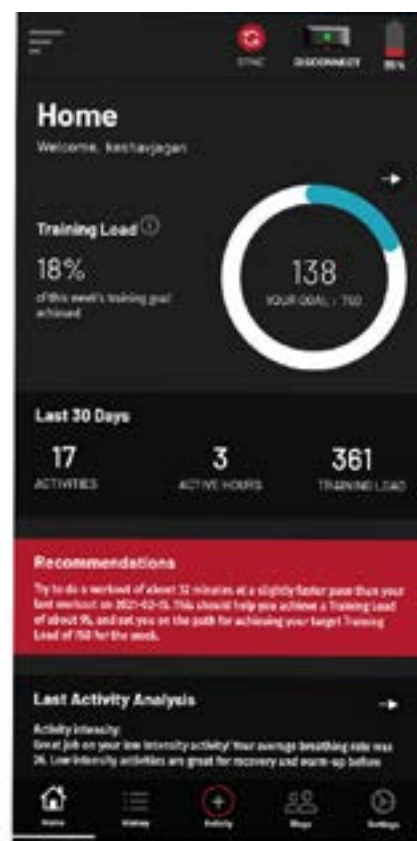 SYNC
DISCONNECT
Home
Welcome, keshavjagan
Training Load
18%
of this week's training goal
achieved
138
YOUR GOAL : 750
Last 30 Days
17
3
361
ACTIVITIES
ACTIVE HOURS
TRAINING LOAD
Recommendations
Try to do a workout of about 32 minutes at a slightly faster pace than your
last workout on 2021-02-15. This should help you achieve a Training Load
of about 95, and set you on the path for achieving your target Training
Load of 750 for the week.
Last Activity Analysis
Activity intensity:
Great job on your low intensity activity! Your average breathing rate was
Low intensity activities are great for recovery and warm-up before
Home
History
Activity
Settings